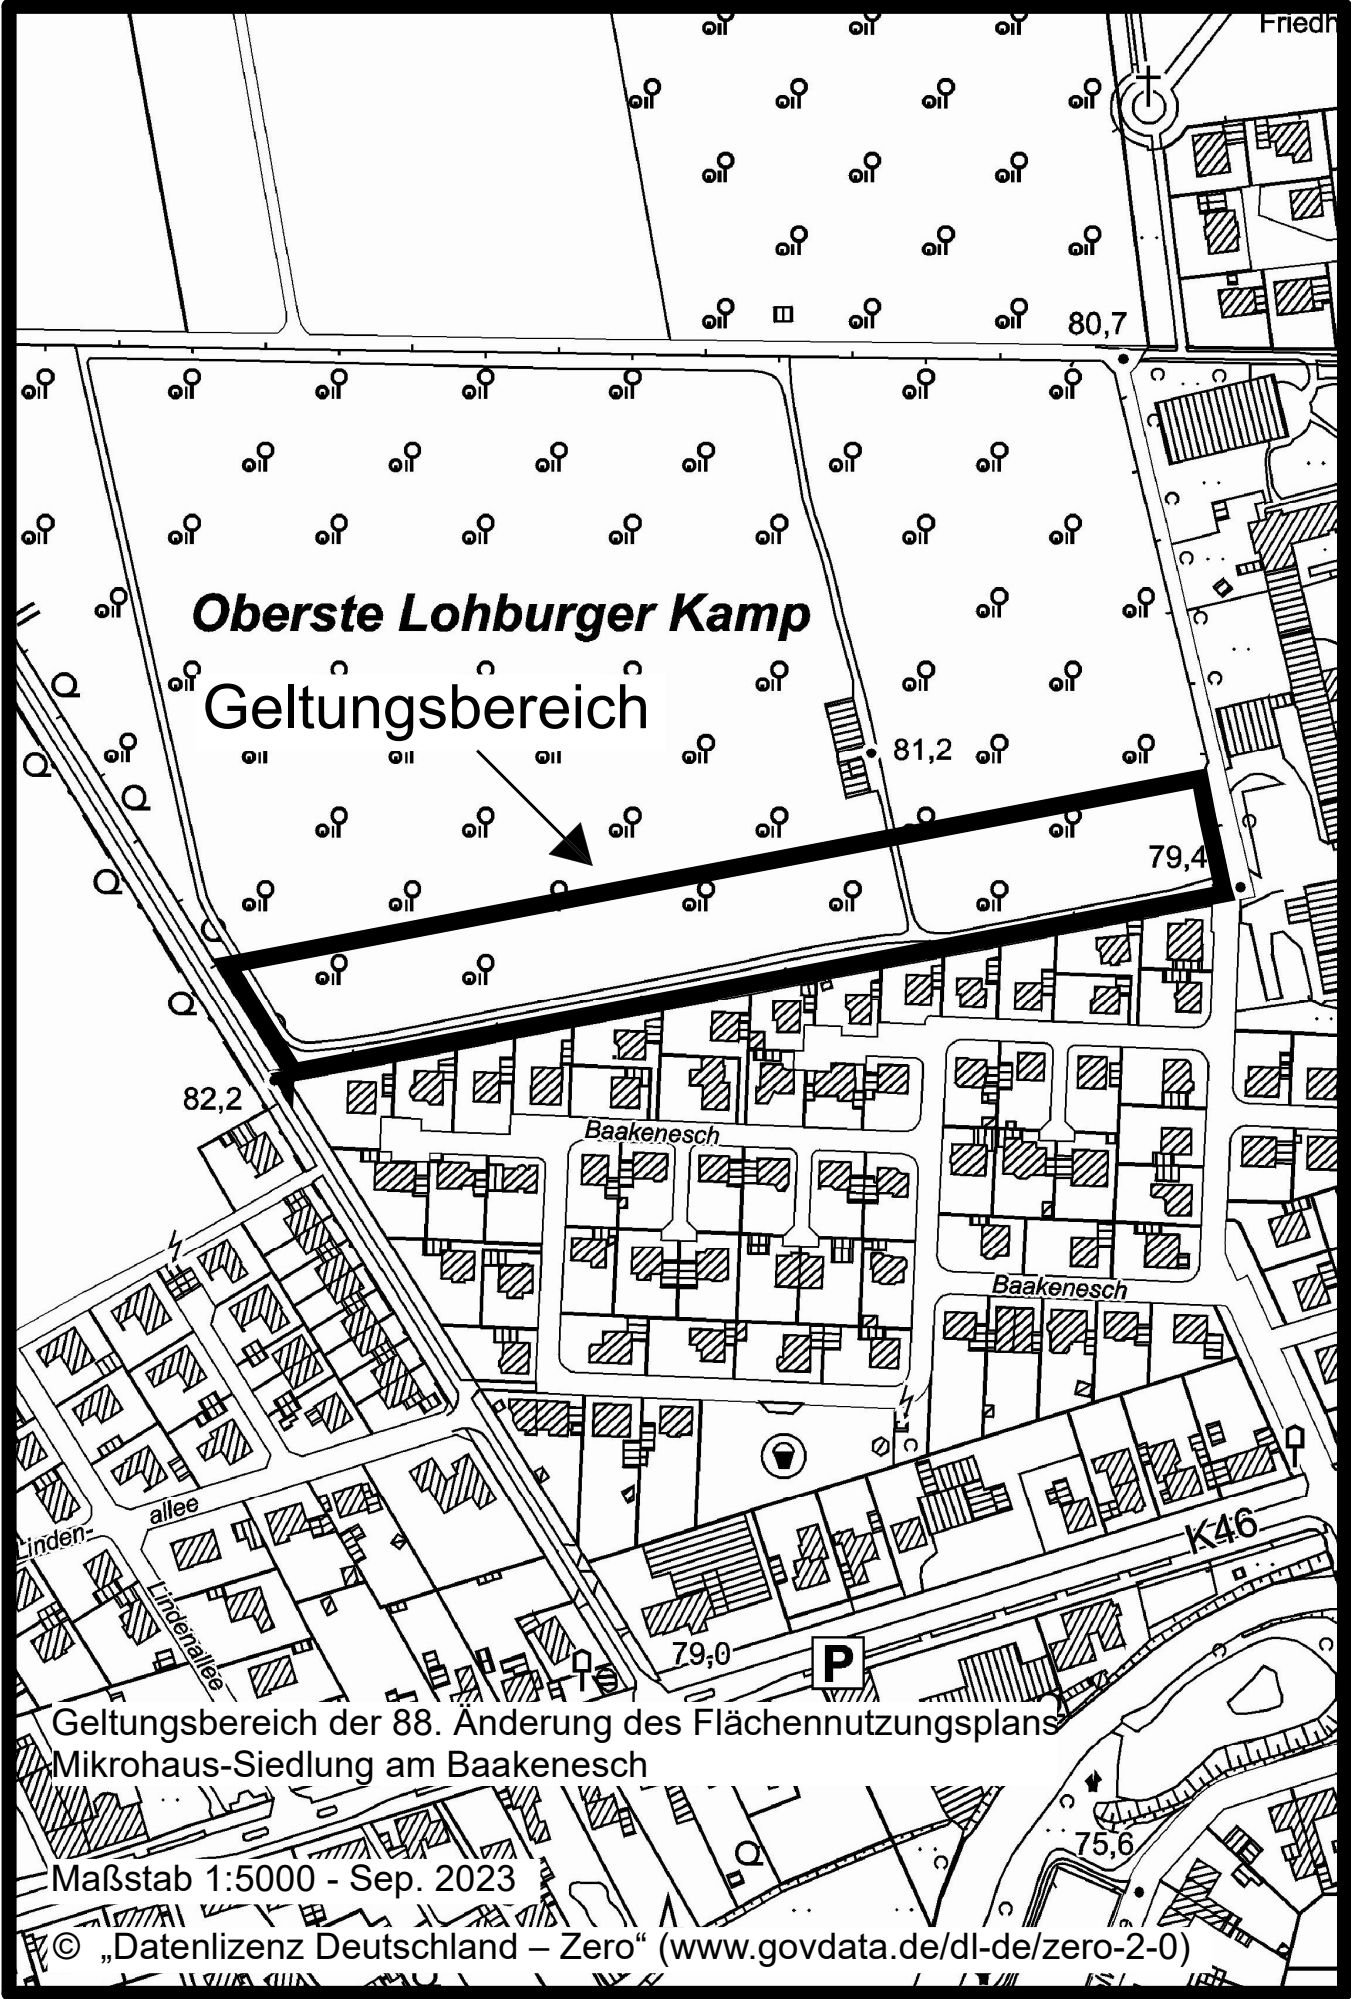 Friedh
80,7
Oberste Lohburger Kamp
Geltungsbereich
81,2
79,4
82,2
Baakenesch
Baakenesch
allee
Linden-
K46
Lindenallee
79,0
P
Geltungsbereich der 88. Änderung des Flächennutzungsplans
Mikrohaus-Siedlung am Baakenesch
75,6
Maßstab 1:5000 - Sep. 2023
© „Datenlizenz Deutschland – Zero“ (www.govdata.de/dl-de/zero-2-0)